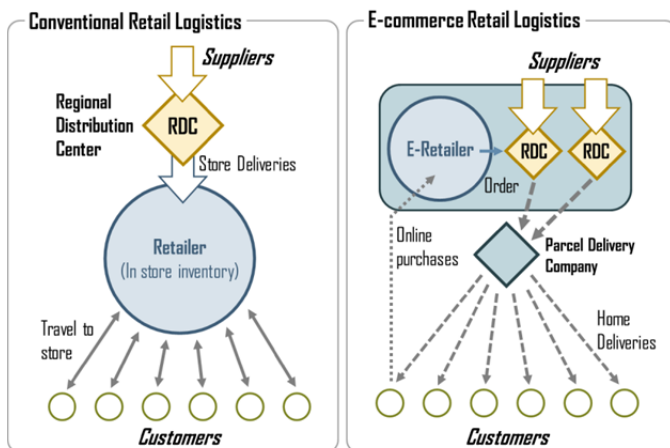 Conventional Retail Logistics
Suppliers
Regional
Distribution
Center
RDC
Store Deliveries
Retailer
(In store inventory)
Travel to
store
Customers
E-commerce Retail Logistics
Suppliers
E-Retailer
RDC
RDC
Order
Online
purchases
Parcel Delivery
Company
Home
Deliveries
Customers